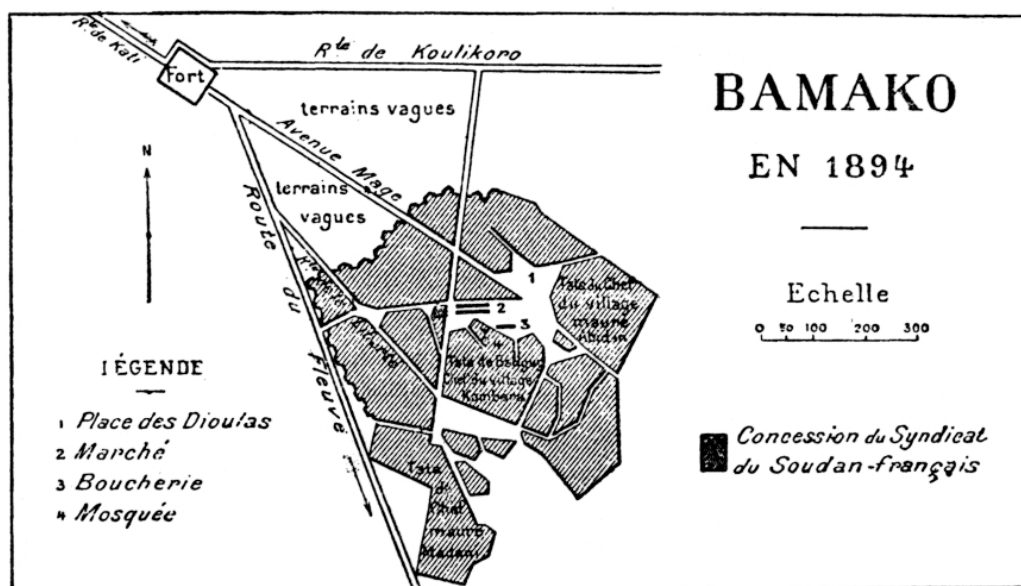 BAMAKO
EN 1894
Echelle
0 50 100 200 300
Concession du Syndicat
du Soudan-français
N
LÉGENDE
1 Place des Dioulas
2 Marché
3 Boucherie
4 Mosquée
Rte de Kati
Fort
Rte de Koulikoro
terrains vagues
Avenue Mage
terrains
vagues
Route du Fleuve
1
2
3
4
Tata du Chef
du village
maure
Abidin
Tata de
Chef du village
Tata
d
Chef
maure
Madani